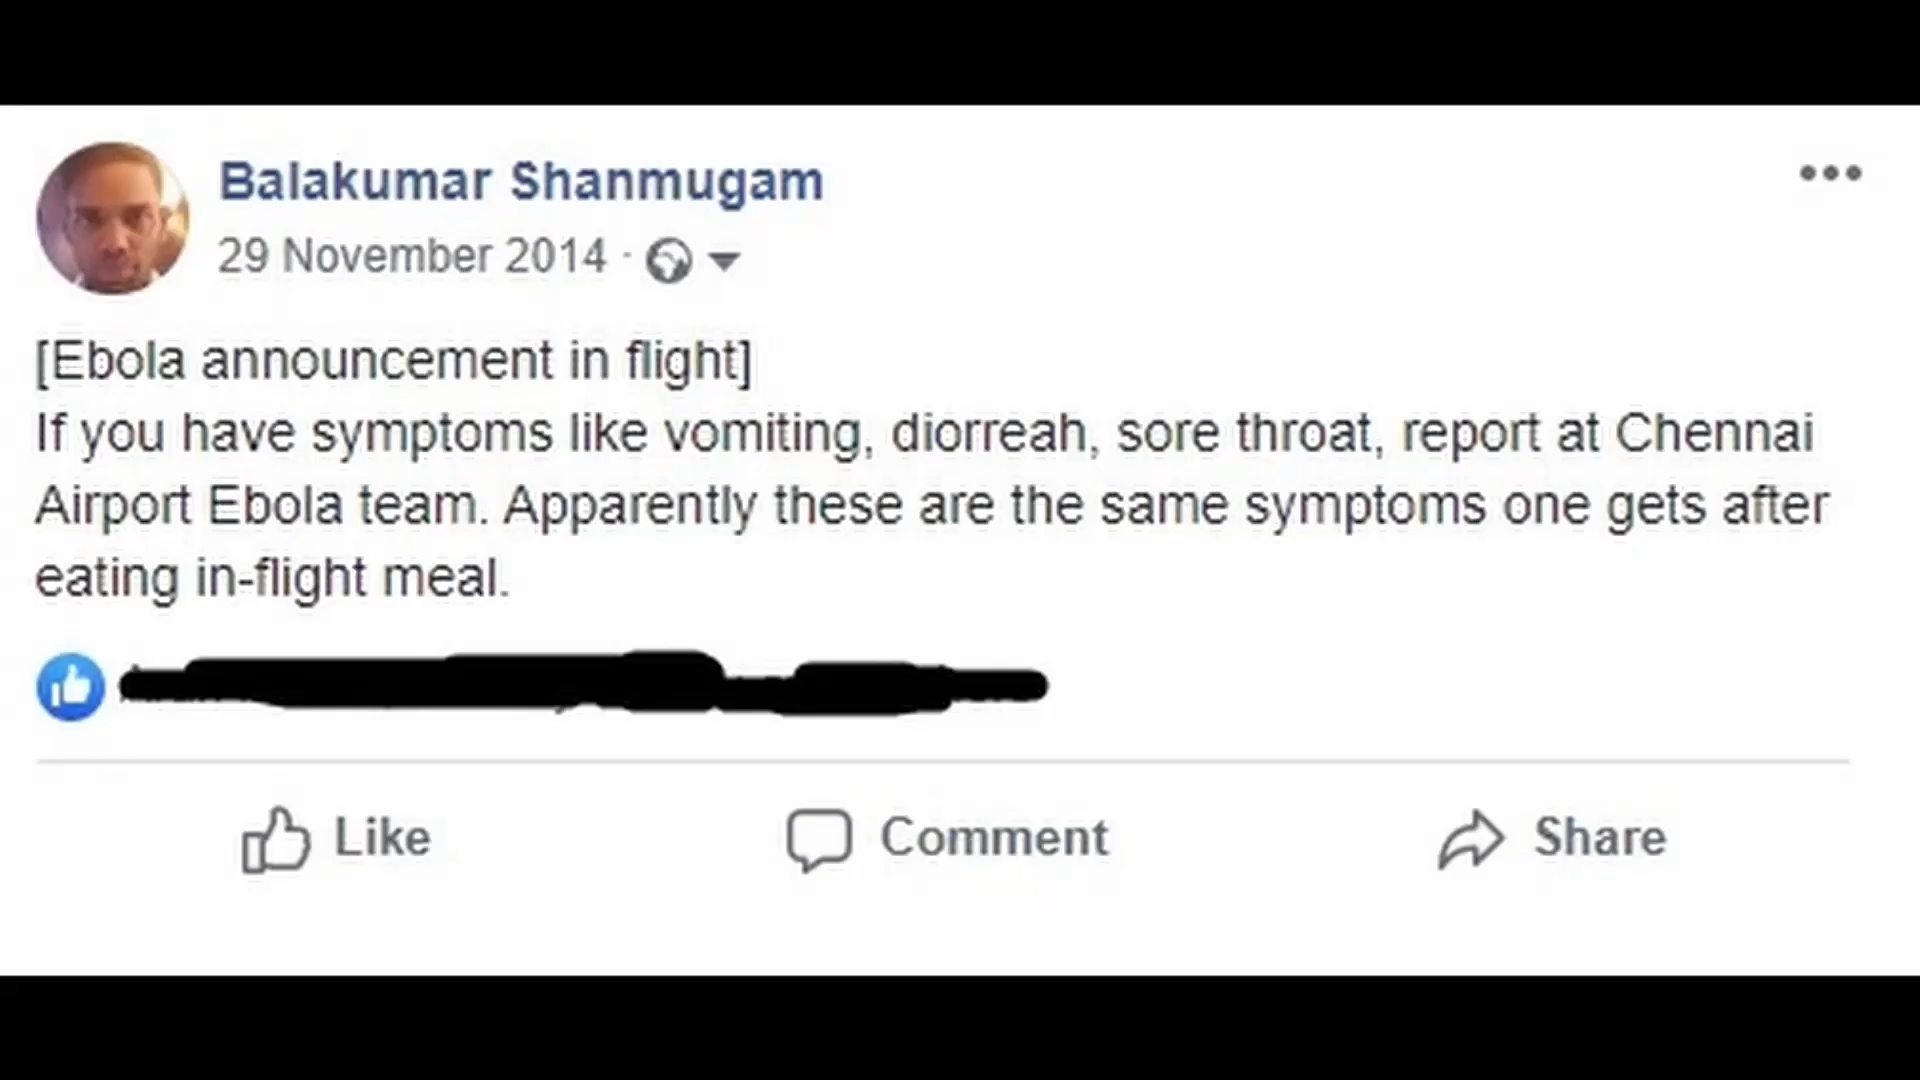 Balakumar Shanmugam
29 November 2014 ·
[Ebola announcement in flight]
If you have symptoms like vomiting, diorreah, sore throat, report at Chennai
Airport Ebola team. Apparently these are the same symptoms one gets after
eating in-flight meal.
Like Comment Share